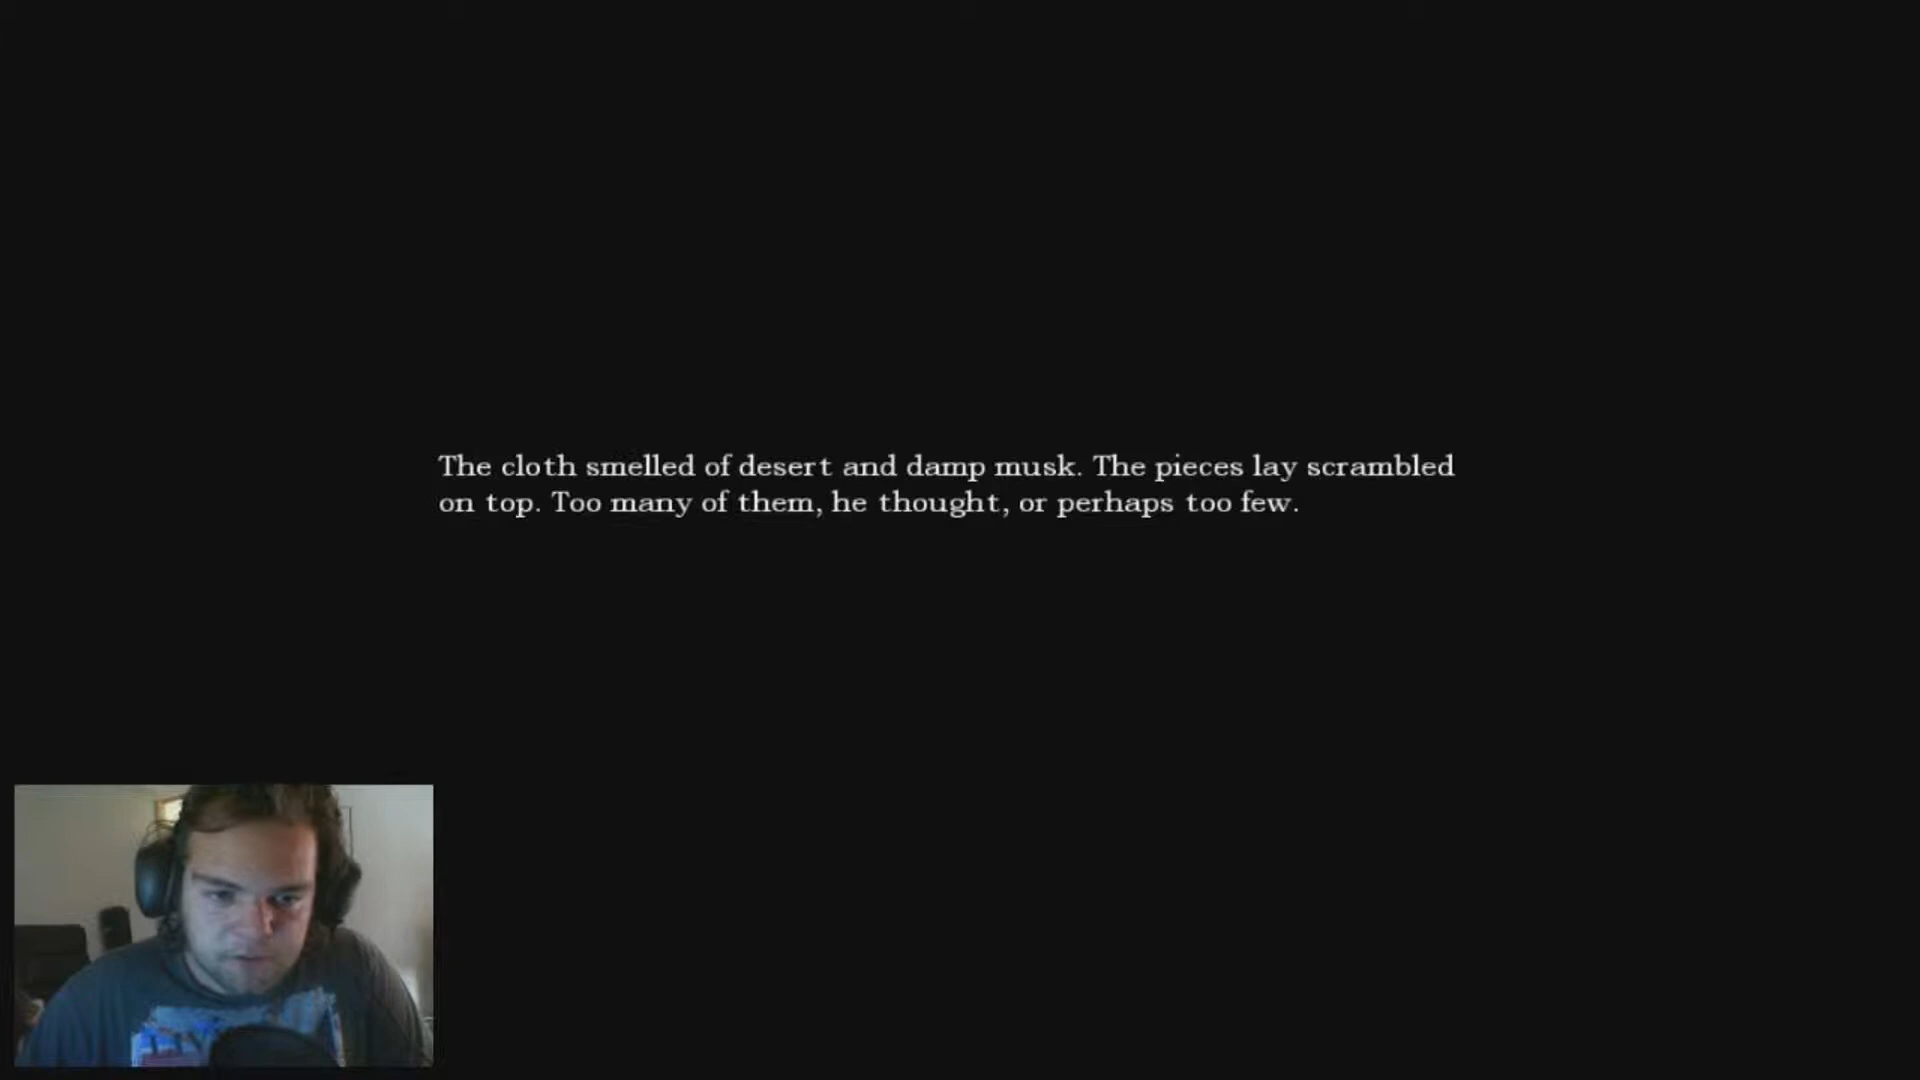 The cloth smelled of desert and damp musk. The pieces lay scrambled
on top. Too many of them, he thought, or perhaps too few.